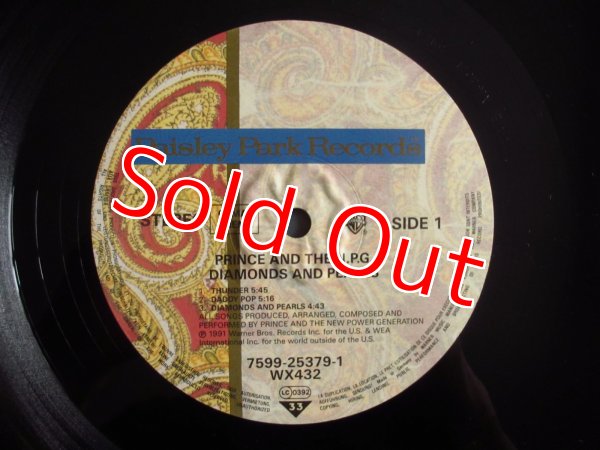 Paisley Park Records
Sold Out
STEREO
SIDE 1
PRINCE AND THE N.P.G.
DIAMONDS AND PEARLS
1. THUNDER 5:45
2. DADDY POP 5:16
3. DIAMONDS AND PEARLS 4:43
ALL SONGS PRODUCED, ARRANGED, COMPOSED AND
PERFORMED BY PRINCE AND THE NEW POWER GENERATION
℗ 1991 Warner Bros. Records Inc. for the U.S. & WEA
International Inc. for the world outside of the U.S.
7599-25379-1
WX432
LC 0392
33